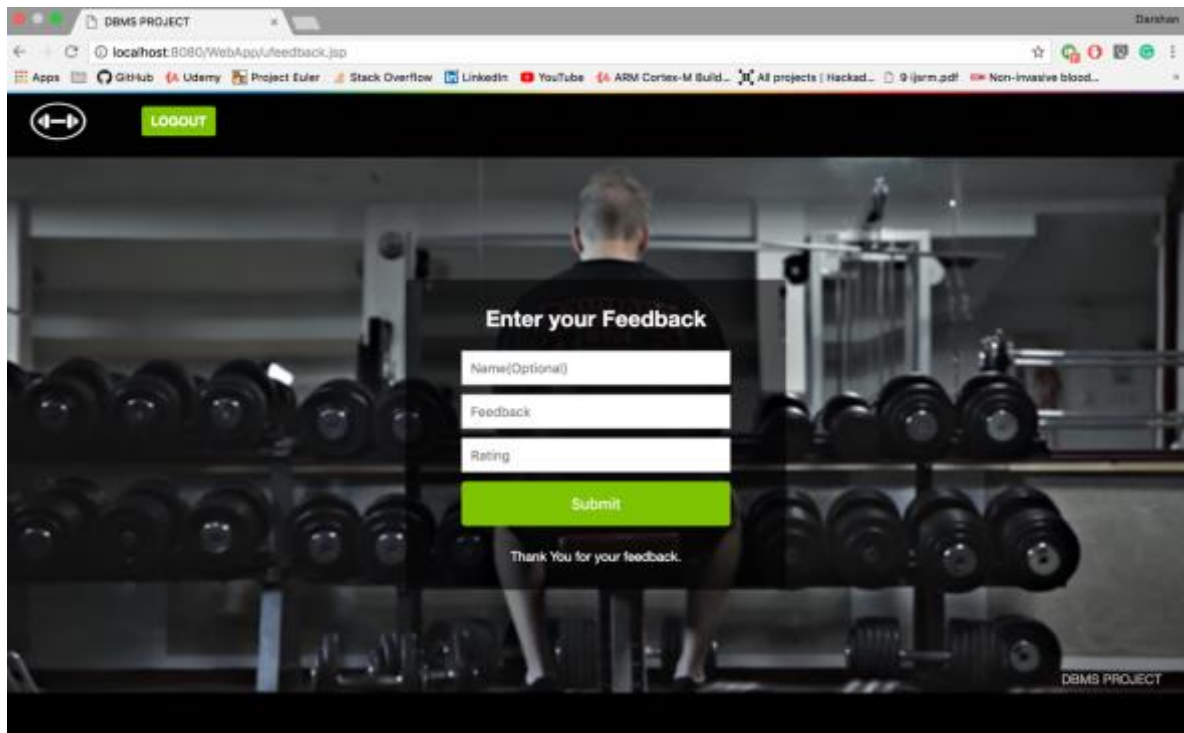 DBMS PROJECT
Darshan
localhost:8080/WebApp/ufeedback.jsp
Apps GitHub Udemy Project Euler Stack Overflow LinkedIn YouTube ARM Cortex-M Build... All projects | Hackad... 9 ijsrm.pdf Non-invasive blood...
LOGOUT
Enter your Feedback
Name(Optional)
Feedback
Rating
Submit
Thank You for your feedback.
DBMS PROJECT